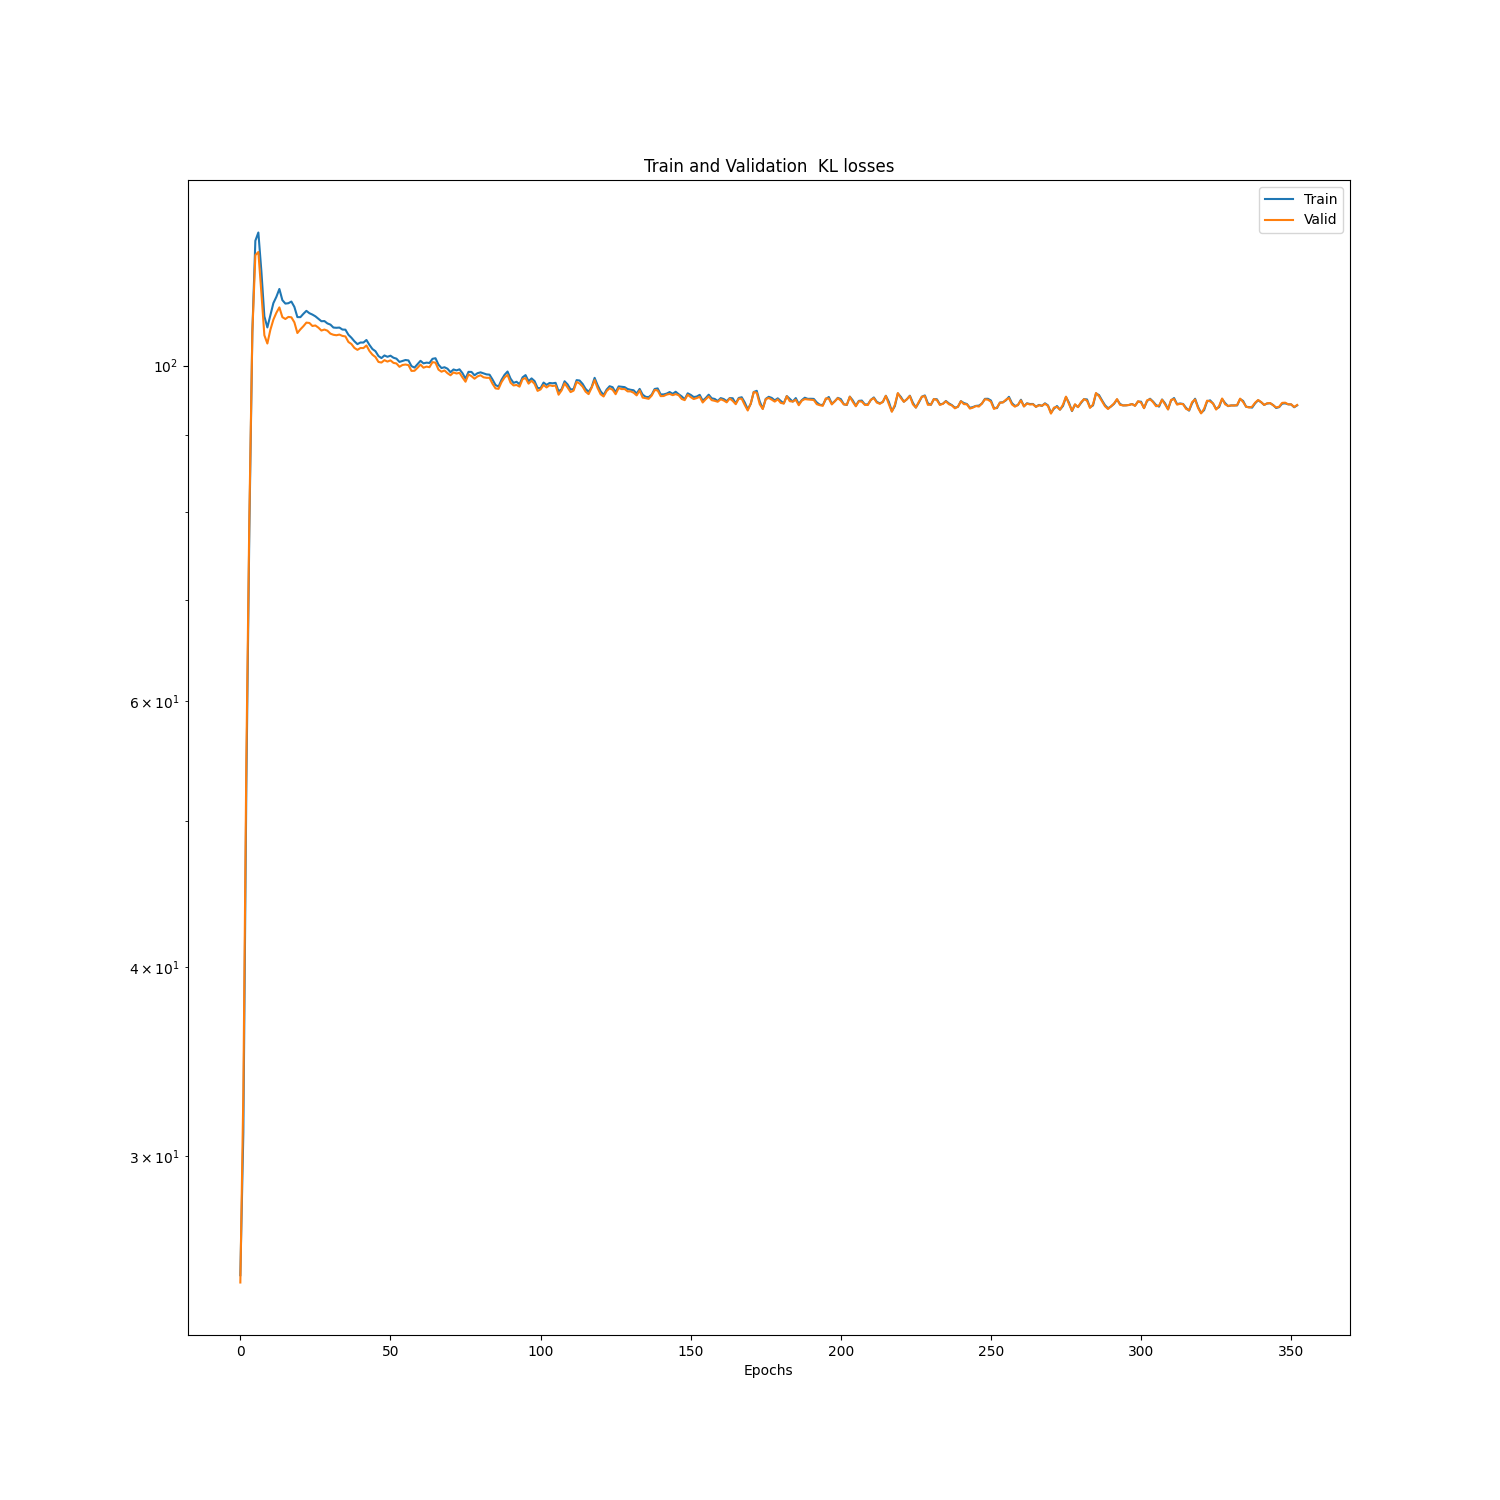 Train and Validation  KL losses
Train
Valid
10²
6 × 10¹
4 × 10¹
3 × 10¹
0 50 100 150 200 250 300 350
Epochs